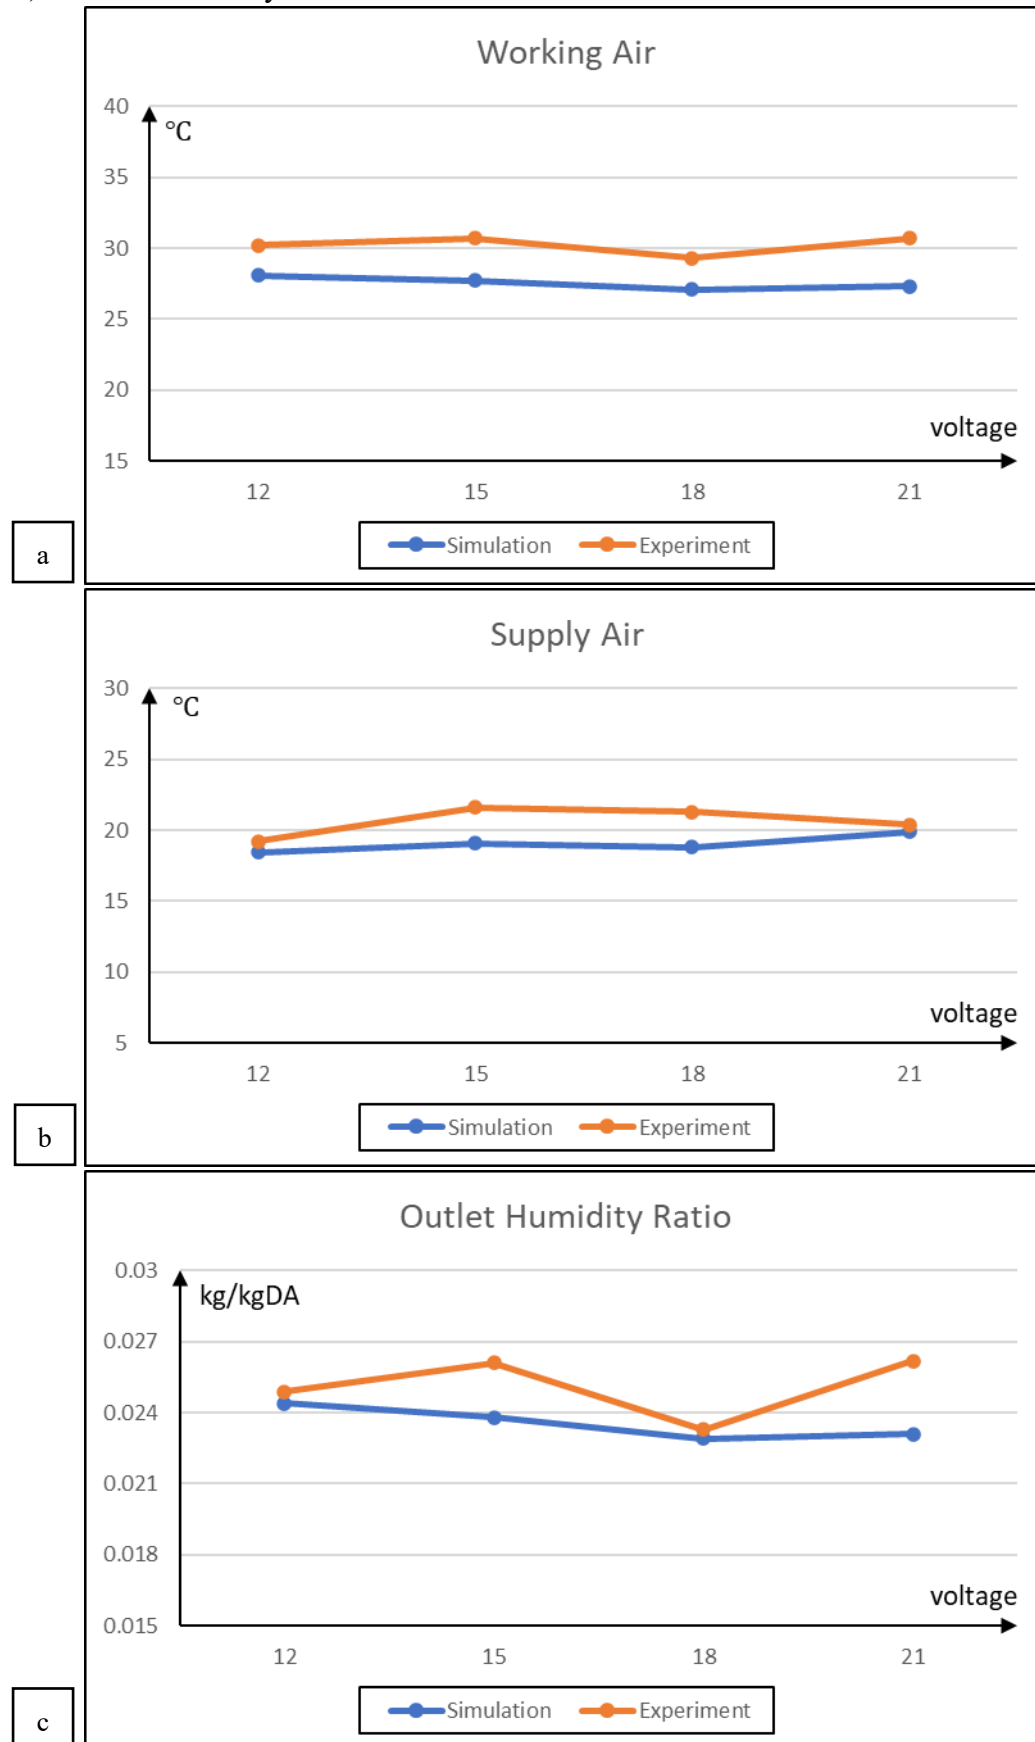 Working Air
40
°C
35
30
25
20
voltage
15
12 15 18 21
a
Simulation Experiment
Supply Air
30
°C
25
20
15
10
voltage
5
12 15 18 21
b
Simulation Experiment
Outlet Humidity Ratio
0.03
kg/kgDA
0.027
0.024
0.021
0.018
voltage
0.015
12 15 18 21
c
Simulation Experiment